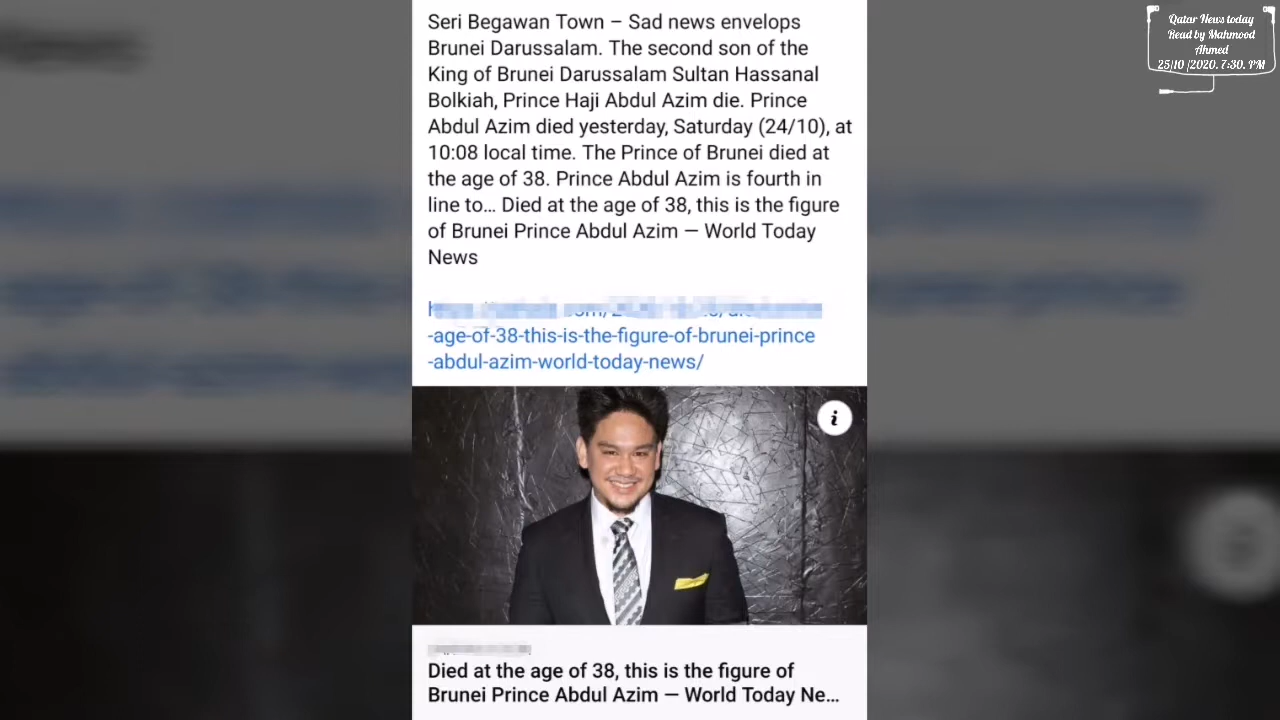 Seri Begawan Town – Sad news envelops
Brunei Darussalam. The second son of the
King of Brunei Darussalam Sultan Hassanal
Bolkiah, Prince Haji Abdul Azim die. Prince
Abdul Azim died yesterday, Saturday (24/10), at
10:08 local time. The Prince of Brunei died at
the age of 38. Prince Abdul Azim is fourth in
line to... Died at the age of 38, this is the figure
of Brunei Prince Abdul Azim — World Today
News
-age-of-38-this-is-the-figure-of-brunei-prince
-abdul-azim-world-today-news/
i
Died at the age of 38, this is the figure of
Brunei Prince Abdul Azim — World Today Ne...
Qatar News today
Read by Mahmood
Ahmed
25/10 /2020. 7:30. PM